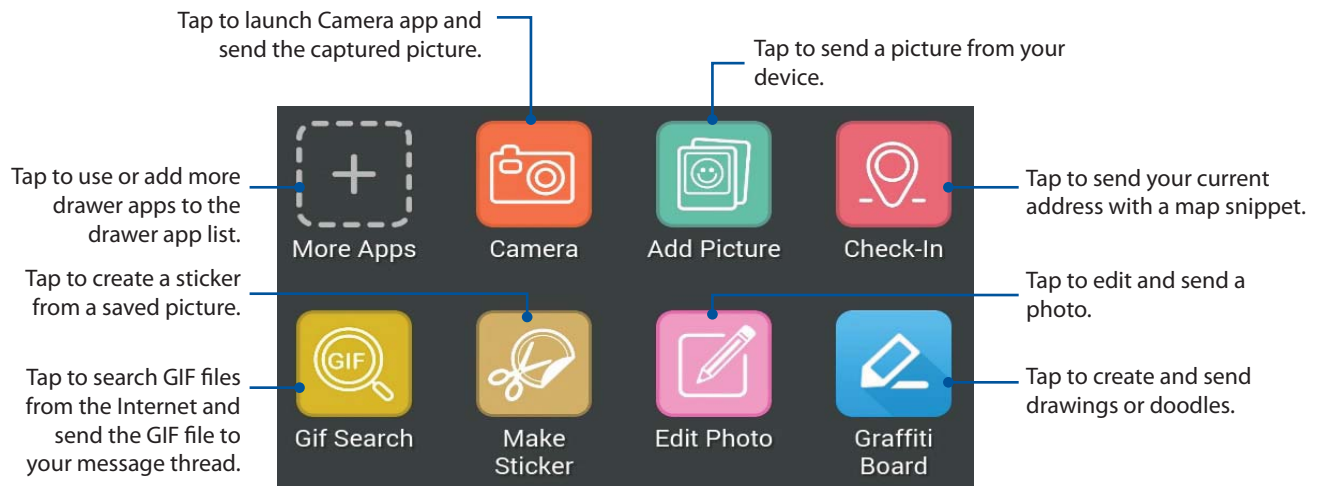 Tap to launch Camera app and
send the captured picture.
Tap to send a picture from your
device.
Tap to use or add more
drawer apps to the
drawer app list.
More Apps
Camera
Add Picture
Check-In
Tap to send your current
address with a map snippet.
Tap to create a sticker
from a saved picture.
Tap to edit and send a
photo.
Tap to search GIF files
from the Internet and
send the GIF file to
your message thread.
GIF
Gif Search
Make
Sticker
Edit Photo
Graffiti
Board
Tap to create and send
drawings or doodles.